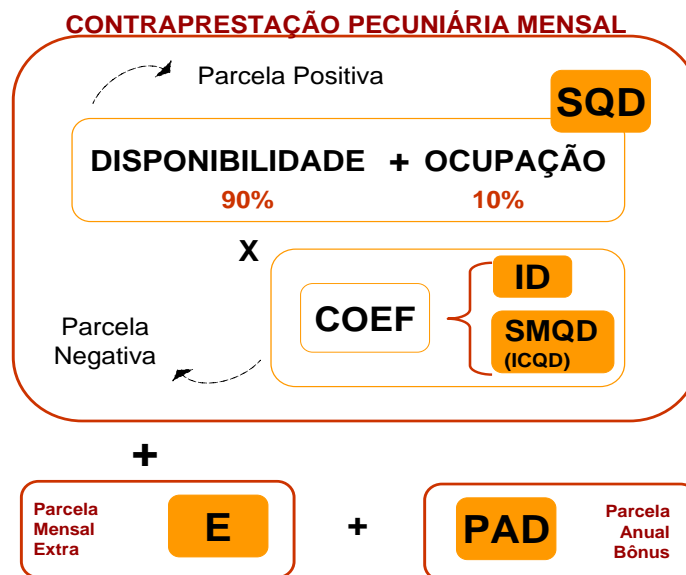 CONTRAPRESTAÇÃO PECUNIÁRIA MENSAL
Parcela Positiva
SQD
DISPONIBILIDADE + OCUPAÇÃO
90% 10%
X
ID
COEF
SMQD
(ICQD)
Parcela
Negativa
+
Parcela
Mensal
Extra
E
+
PAD
Parcela
Anual
Bônus